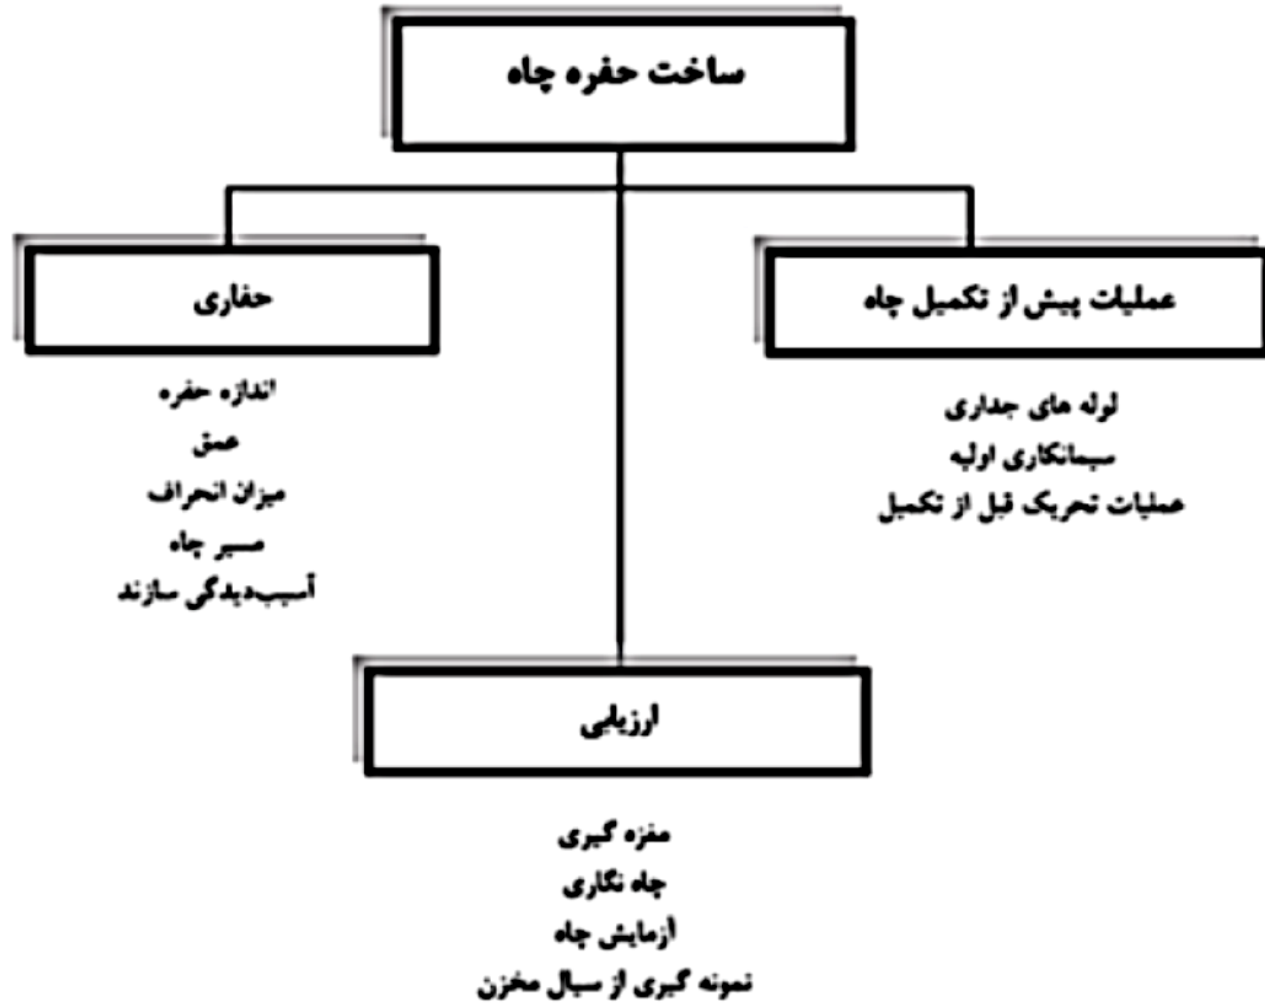 ساخت حفره چاه
عملیات پیش از تکمیل چاه
لوله های جداری
سیمانکاری اولیه
عملیات تحریک قبل از تکمیل
حفاری
اندازه حفره
عمق
میزان انحراف
مسیر چاه
آسیب‌دیدگی سازند
ارزیابی
مغزه گیری
چاه نگاری
آزمایش چاه
نمونه گیری از سیال مخزن